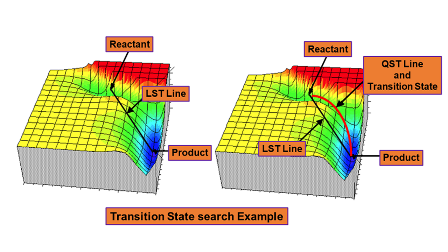 Reactant
LST Line
Product
Reactant
QST Line
and
Transition State
LST Line
Product
Transition State search Example